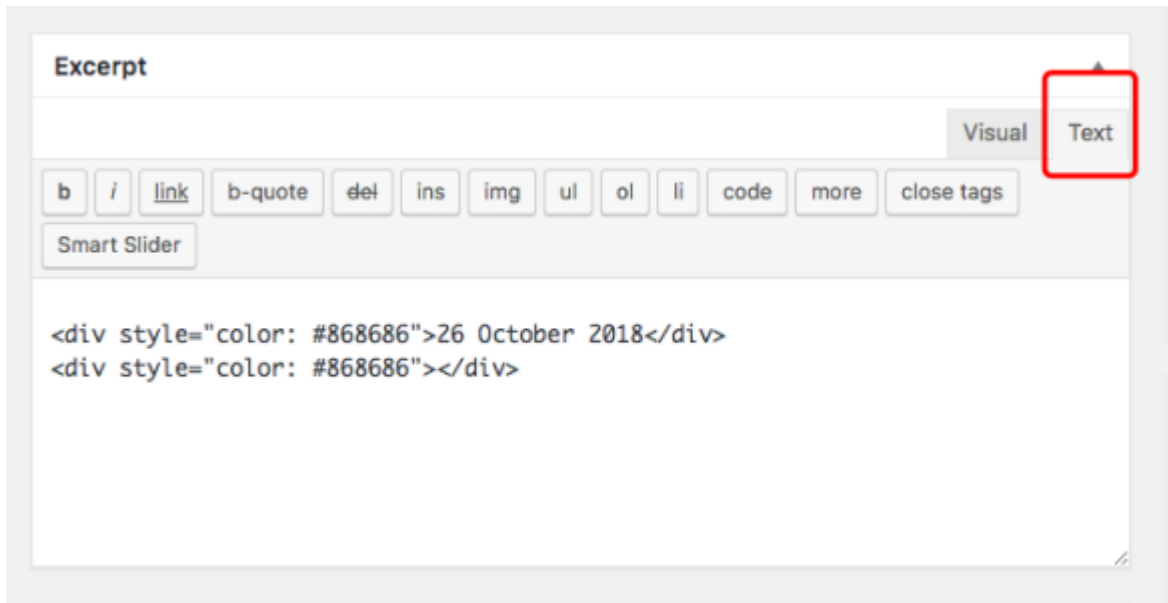 Excerpt
Visual Text
b i link b-quote del ins img ul ol li code more close tags
Smart Slider
<div style="color: #868686">26 October 2018</div>
<div style="color: #868686"></div>